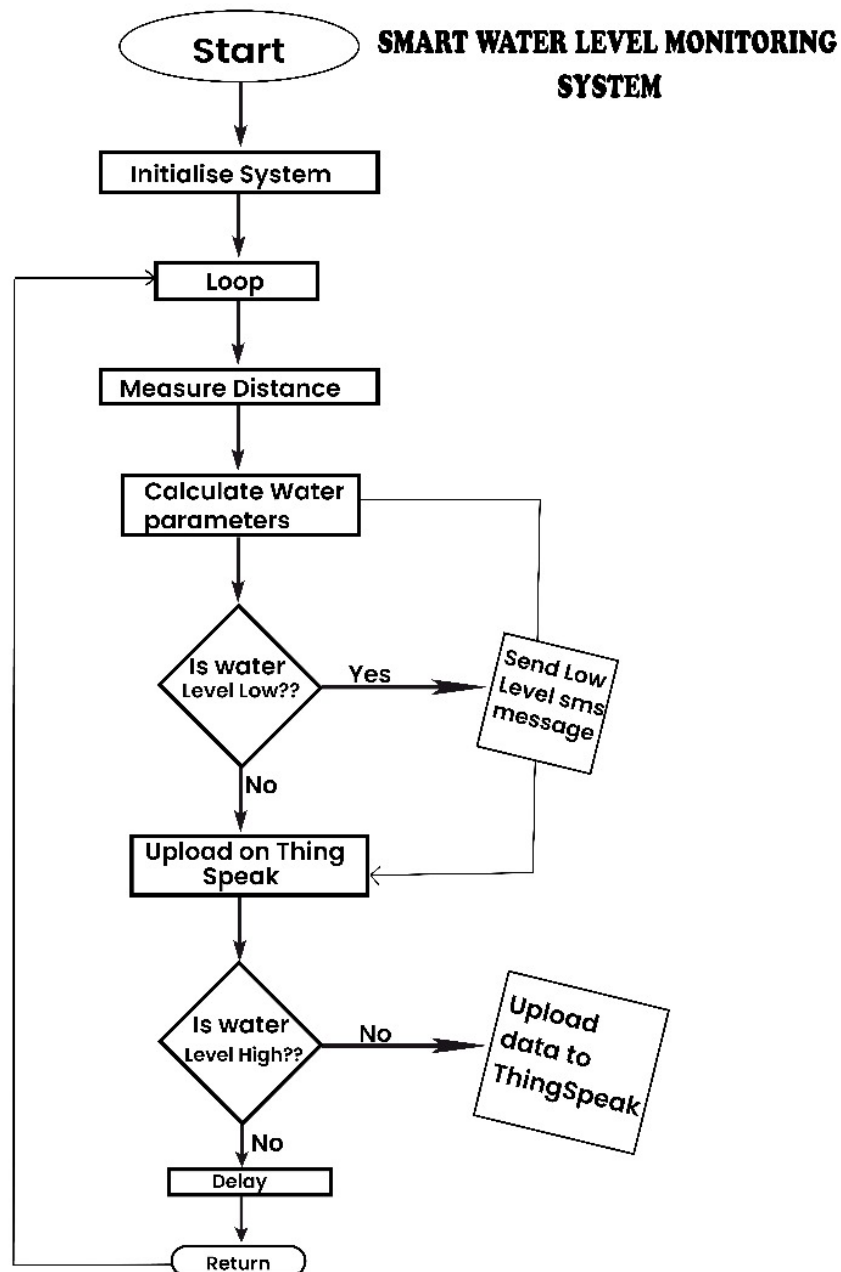 Start
SMART WATER LEVEL MONITORING
SYSTEM
Initialise System
Loop
Measure Distance
Calculate Water
parameters
Is water
Level Low??
Yes
Send Low
Level sms
message
No
Upload on Thing
Speak
Is water
Level High??
No
Upload
data to
ThingSpeak
No
Delay
Return